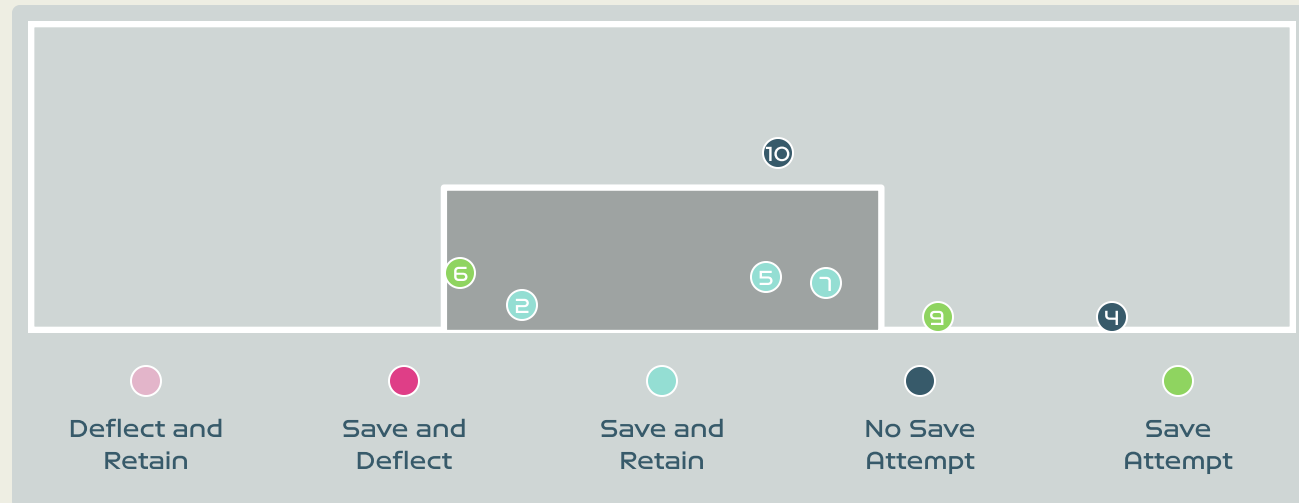 10
6
5
7
2
9
4
Deflect and
Retain
Save and
Deflect
Save and
Retain
No Save
Attempt
Save
Attempt